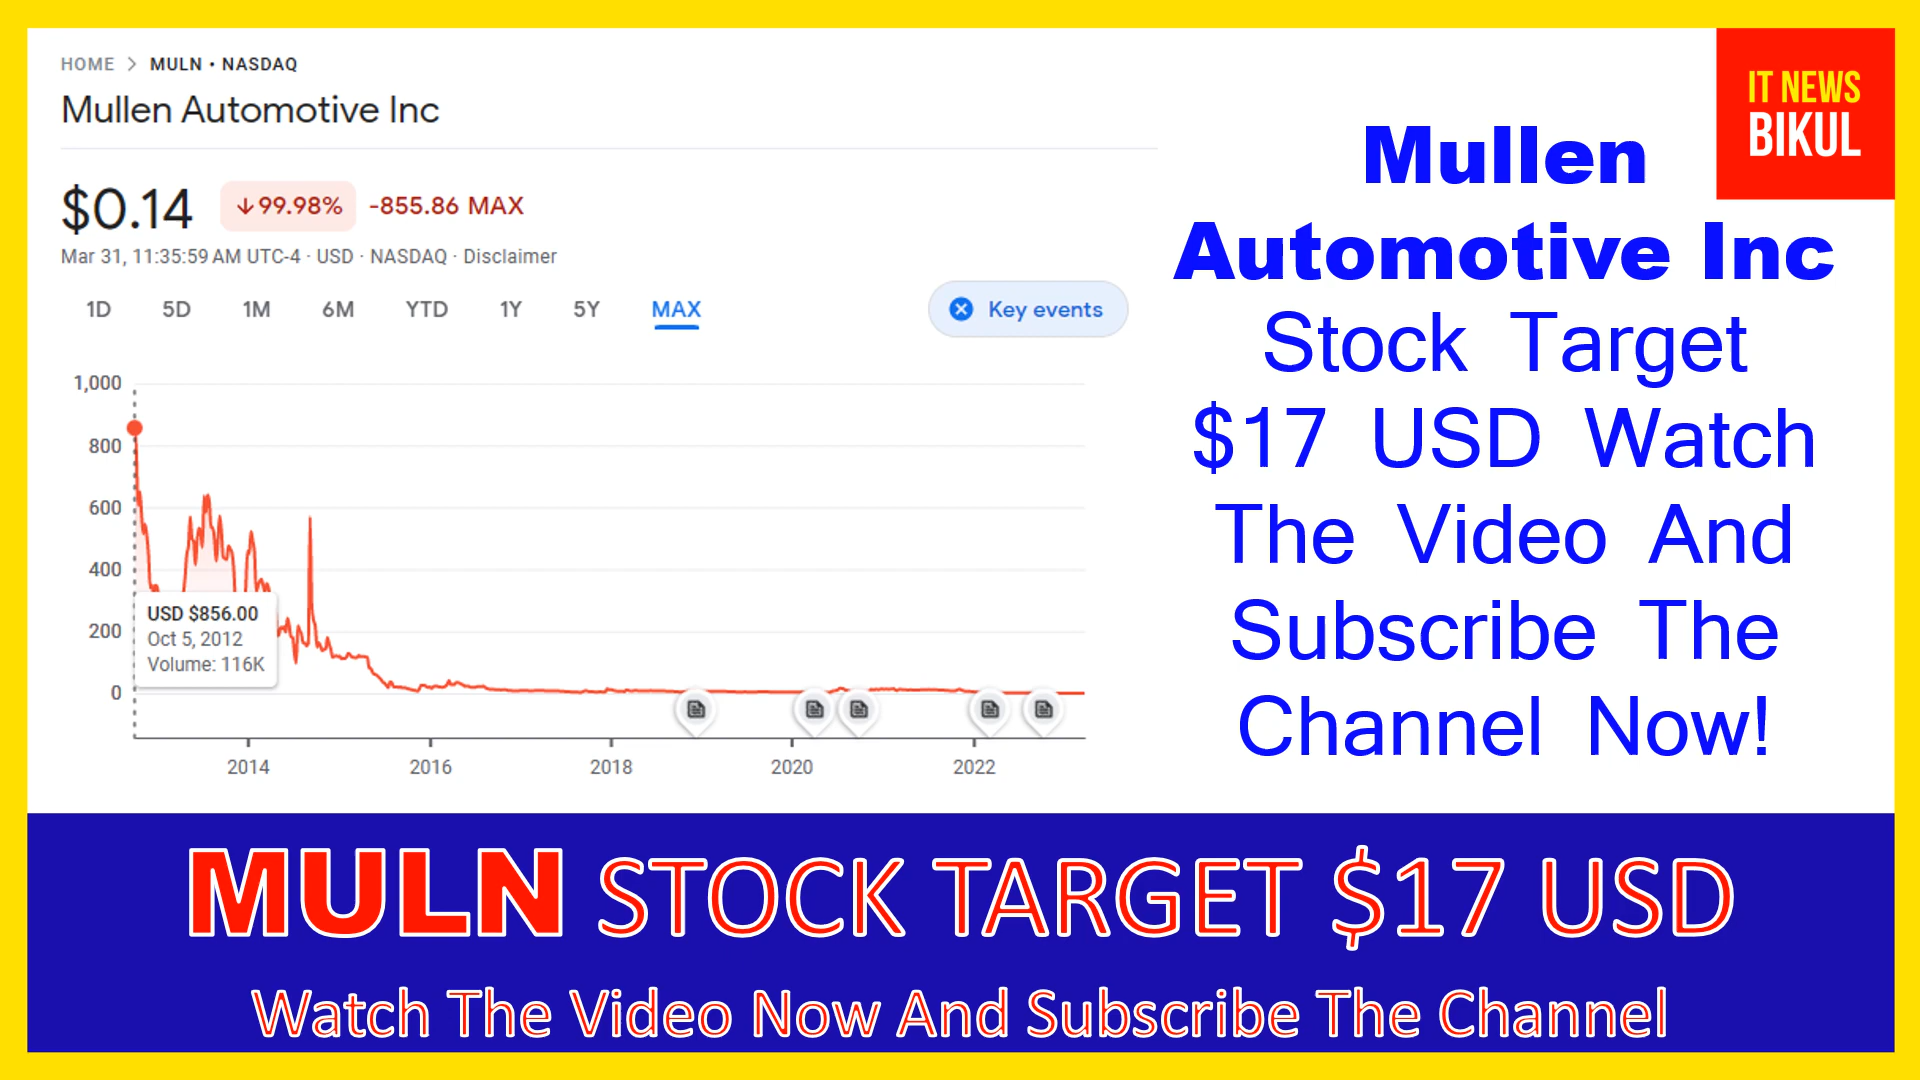 HOME > MULN • NASDAQ
Mullen Automotive Inc
$0.14 ↓99.98% -855.86 MAX
Mar 31, 11:35:59 AM UTC-4 · USD · NASDAQ · Disclaimer
1D 5D 1M 6M YTD 1Y 5Y MAX Key events
1,000
800
600
400
200
0
USD $856.00
Oct 5, 2012
Volume: 116K
2014 2016 2018 2020 2022
IT NEWS
BIKUL
Mullen
Automotive Inc
Stock Target
$17 USD Watch
The Video And
Subscribe The
Channel Now!
MULN STOCK TARGET $17 USD
Watch The Video Now And Subscribe The Channel